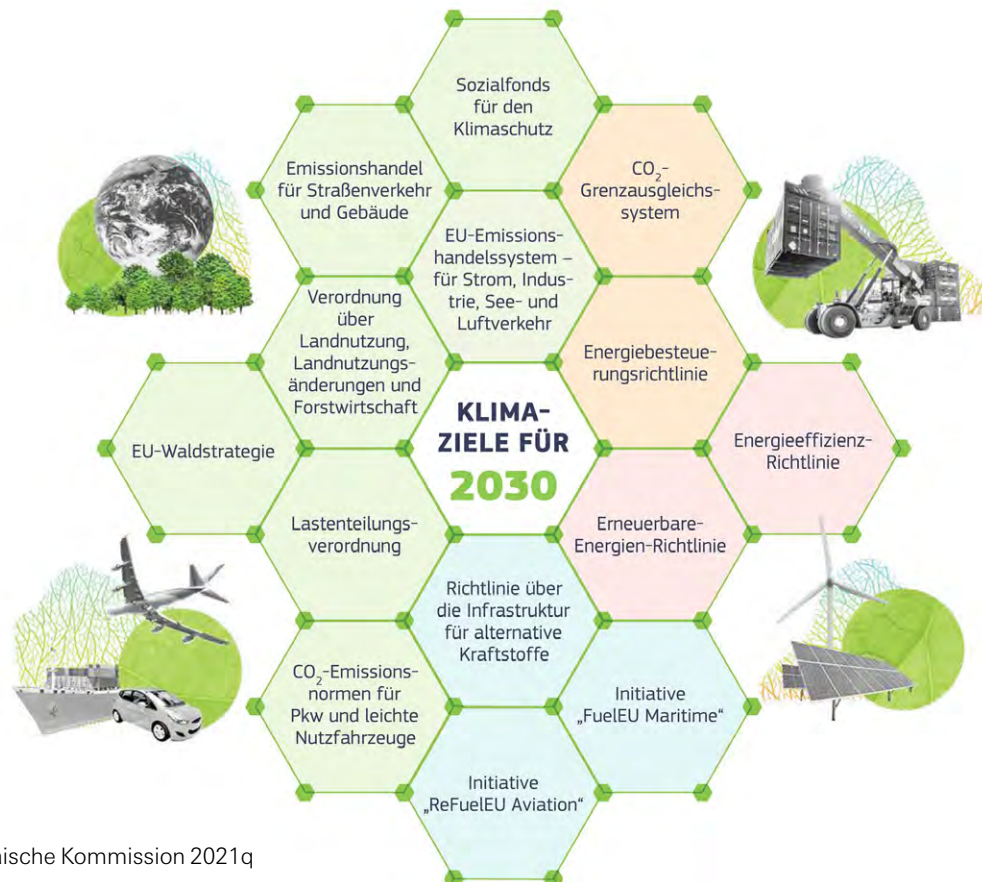 Sozialfonds
für den
Klimaschutz
Emissionshandel
für Straßenverkehr
und Gebäude
CO₂-
Grenzausgleichs-
system
EU-Emissions-
handelssystem –
für Strom, Indus-
trie, See- und
Luftverkehr
Verordnung
über
Landnutzung,
Landnutzungs-
änderungen und
Forstwirtschaft
Energiebesteue-
rungsrichtlinie
KLIMA-
ZIELE FÜR
2030
EU-Waldstrategie
Energieeffizienz-
Richtlinie
Lastenteilungs-
verordnung
Erneuerbare-
Energien-Richtlinie
Richtlinie über
die Infrastruktur
für alternative
Kraftstoffe
CO₂-Emissions-
normen für
Pkw und leichte
Nutzfahrzeuge
Initiative
„FuelEU Maritime“
Initiative
„ReFuelEU Aviation“
ische Kommission 2021q